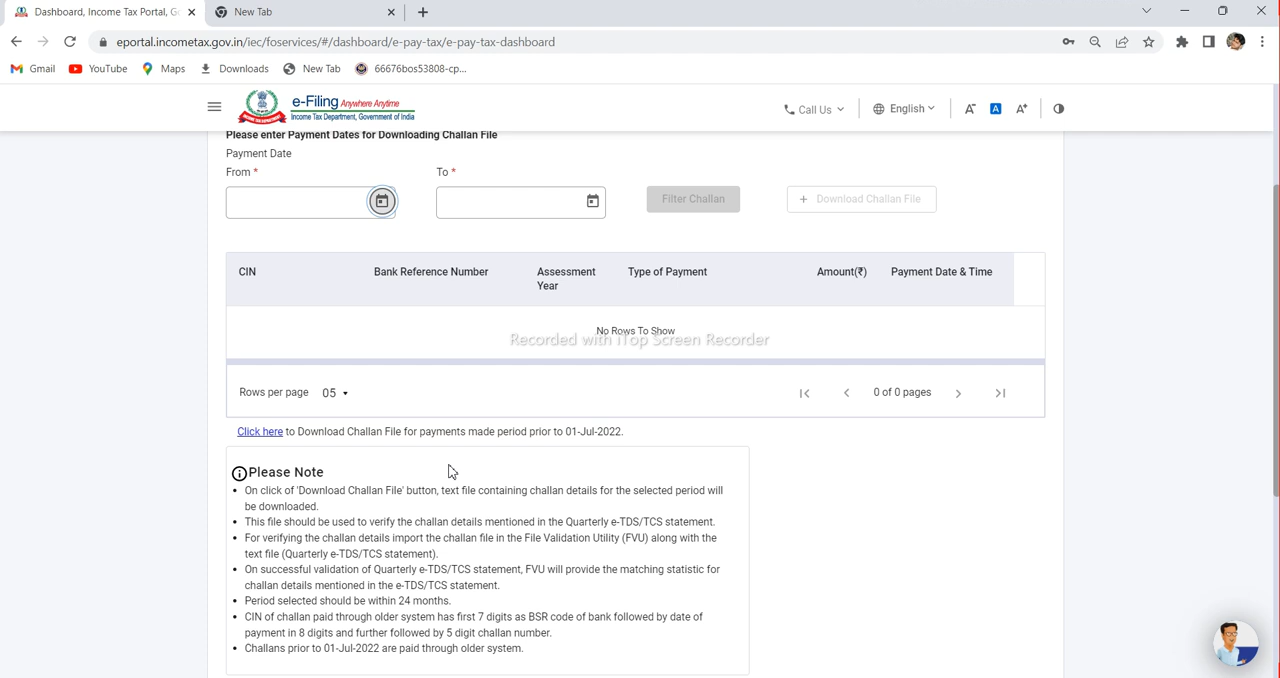 Dashboard, Income Tax Portal, Go
New Tab
eportal.incometax.gov.in/iec/foservices/#/dashboard/e-pay-tax/e-pay-tax-dashboard
Gmail
YouTube
Maps
Downloads
New Tab
66676bos53808-cp...
e-Filing Anywhere Anytime
Income Tax Department, Government of India
Call Us
English
A-
A
A+
Please enter Payment Dates for Downloading Challan File
Payment Date
From *
To *
Filter Challan
+ Download Challan File
CIN
Bank Reference Number
Assessment
Year
Type of Payment
Amount(₹)
Payment Date & Time
No Rows To Show
Recorded with iTop Screen Recorder
Rows per page 05
0 of 0 pages
Click here to Download Challan File for payments made period prior to 01-Jul-2022.
Please Note
• On click of 'Download Challan File' button, text file containing challan details for the selected period will
be downloaded.
• This file should be used to verify the challan details mentioned in the Quarterly e-TDS/TCS statement.
• For verifying the challan details import the challan file in the File Validation Utility (FVU) along with the
text file (Quarterly e-TDS/TCS statement).
• On successful validation of Quarterly e-TDS/TCS statement, FVU will provide the matching statistic for
challan details mentioned in the e-TDS/TCS statement.
• Period selected should be within 24 months.
• CIN of challan paid through older system has first 7 digits as BSR code of bank followed by date of
payment in 8 digits and further followed by 5 digit challan number.
• Challans prior to 01-Jul-2022 are paid through older system.